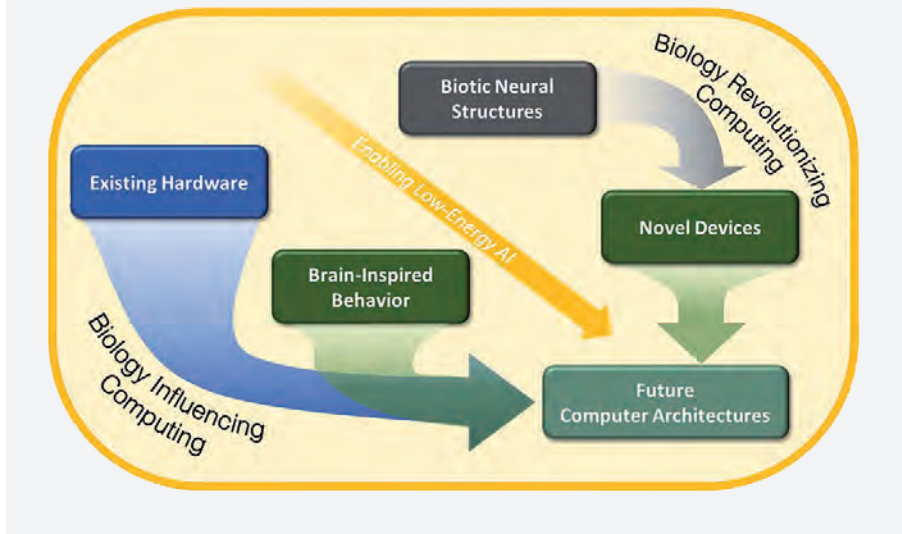 Biotic Neural
Structures
Biology Revolutionizing
Computing
Existing Hardware
Enabling Low-Energy AI
Novel Devices
Brain-Inspired
Behavior
Biology Influencing
Computing
Future
Computer Architectures